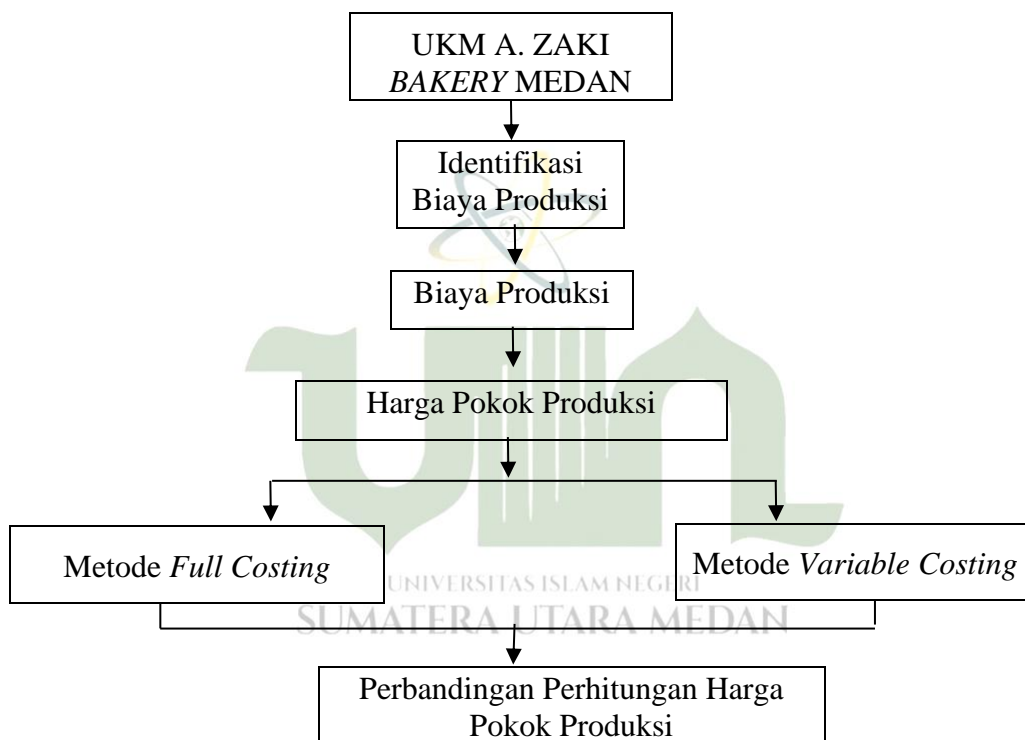 UKM A. ZAKI
BAKERY MEDAN
Identifikasi
Biaya Produksi
Biaya Produksi
Harga Pokok Produksi
Metode Full Costing
Metode Variable Costing
UNIVERSITAS ISLAM NEGERI
SUMATERA UTARA MEDAN
Perbandingan Perhitungan Harga
Pokok Produksi